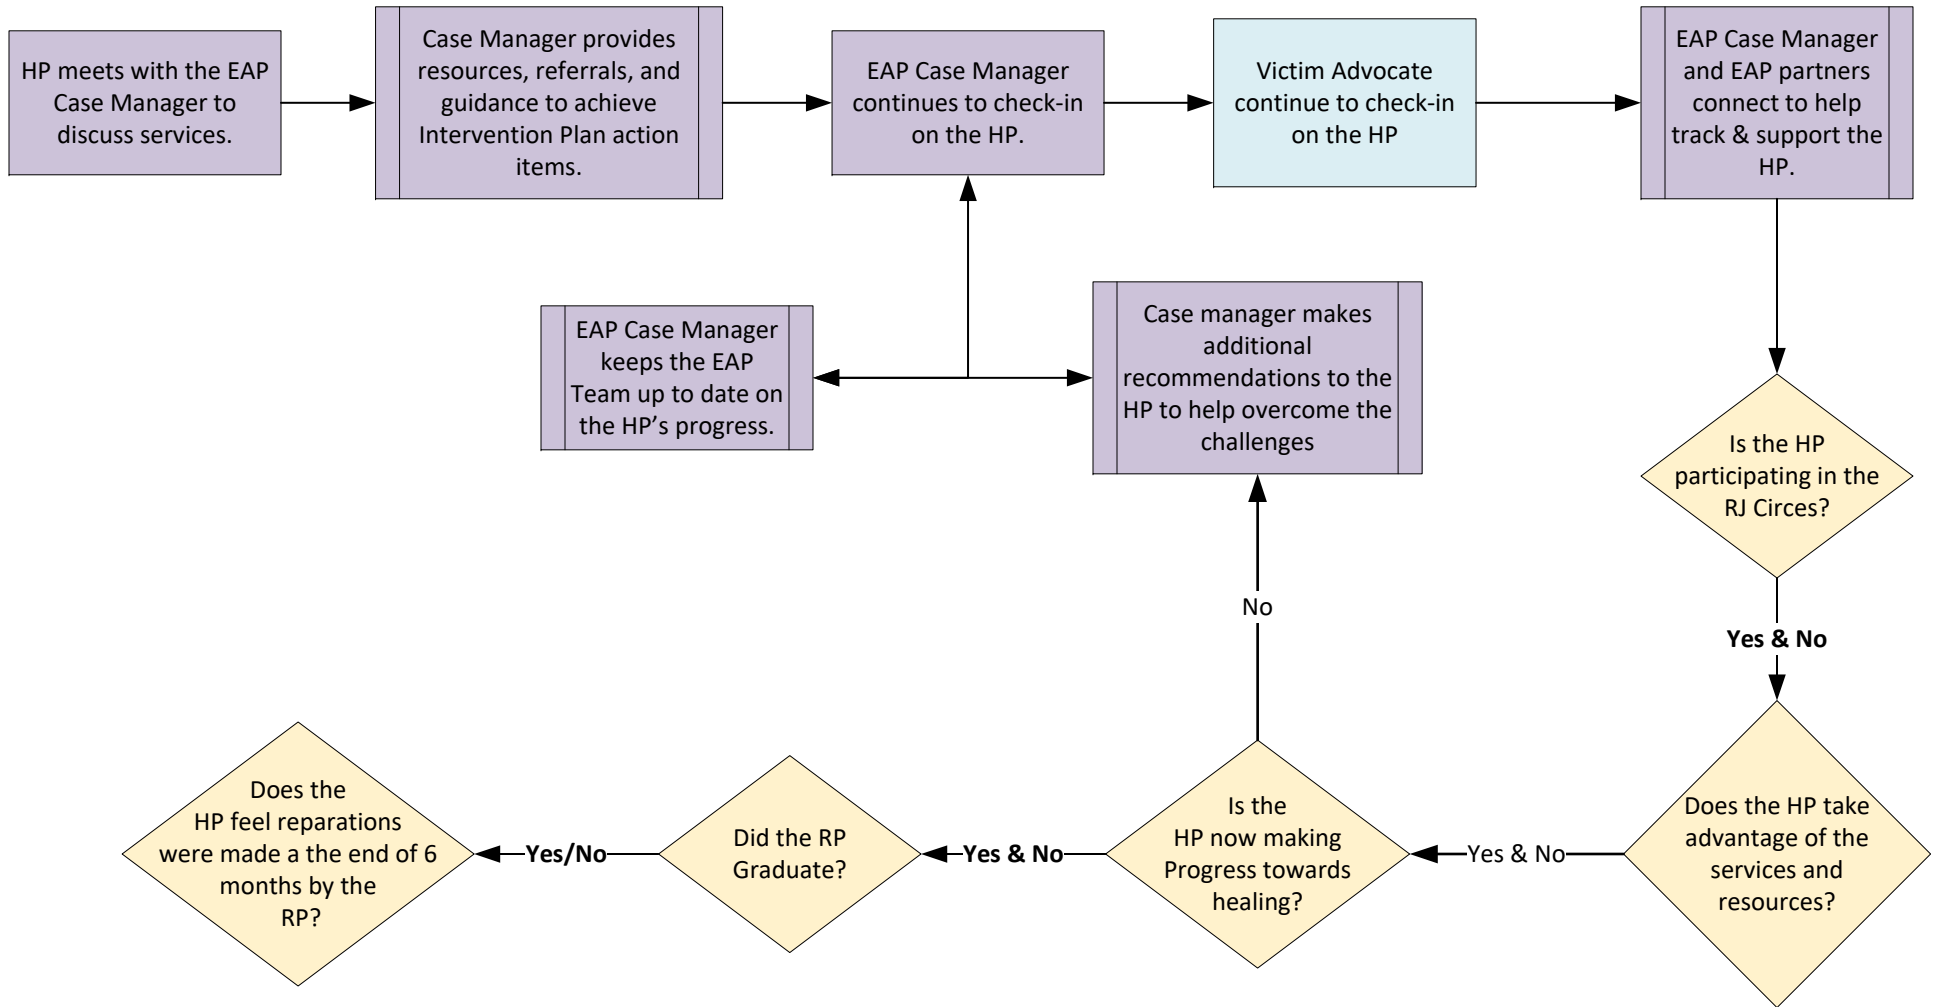 HP meets with the EAP
Case Manager to
discuss services.
Case Manager provides
resources, referrals, and
guidance to achieve
Intervention Plan action
items.
EAP Case Manager
continues to check-in
on the HP.
Victim Advocate
continue to check-in
on the HP
EAP Case Manager
and EAP partners
connect to help
track & support the
HP.
EAP Case Manager
keeps the EAP
Team up to date on
the HP’s progress.
Case manager makes
additional
recommendations to the
HP to help overcome the
challenges
Is the HP
participating in the
RJ Circes?
No
Yes & No
Does the
HP feel reparations
were made a the end of 6
months by the
RP?
Yes/No
Did the RP
Graduate?
Yes & No
Is the
HP now making
Progress towards
healing?
Yes & No
Does the HP take
advantage of the
services and
resources?